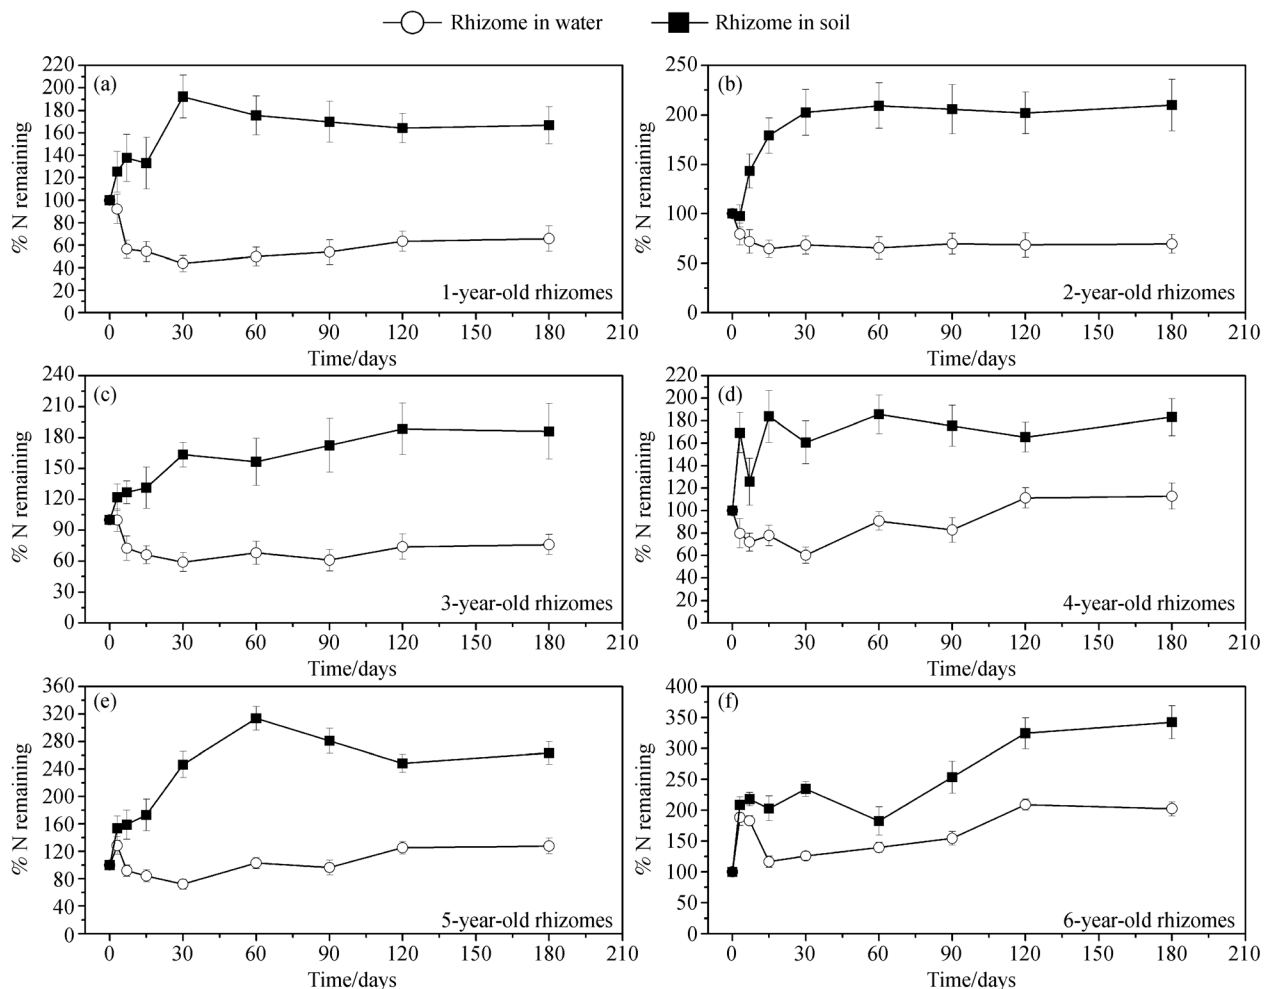 Rhizome in water Rhizome in soil
(a)
% N remaining
220
200
180
160
140
120
100
80
60
40
20
0
1-year-old rhizomes
0 30 60 90 120 150 180 210
Time/days
(b)
% N remaining
250
200
150
100
50
0
2-year-old rhizomes
0 30 60 90 120 150 180 210
Time/days
(c)
% N remaining
240
210
180
150
120
90
60
30
0
3-year-old rhizomes
0 30 60 90 120 150 180 210
Time/days
(d)
% N remaining
220
200
180
160
140
120
100
80
60
40
20
0
4-year-old rhizomes
0 30 60 90 120 150 180 210
Time/days
(e)
% N remaining
360
320
280
240
200
160
120
80
40
0
5-year-old rhizomes
0 30 60 90 120 150 180 210
Time/days
(f)
% N remaining
400
350
300
250
200
150
100
50
0
6-year-old rhizomes
0 30 60 90 120 150 180 210
Time/days